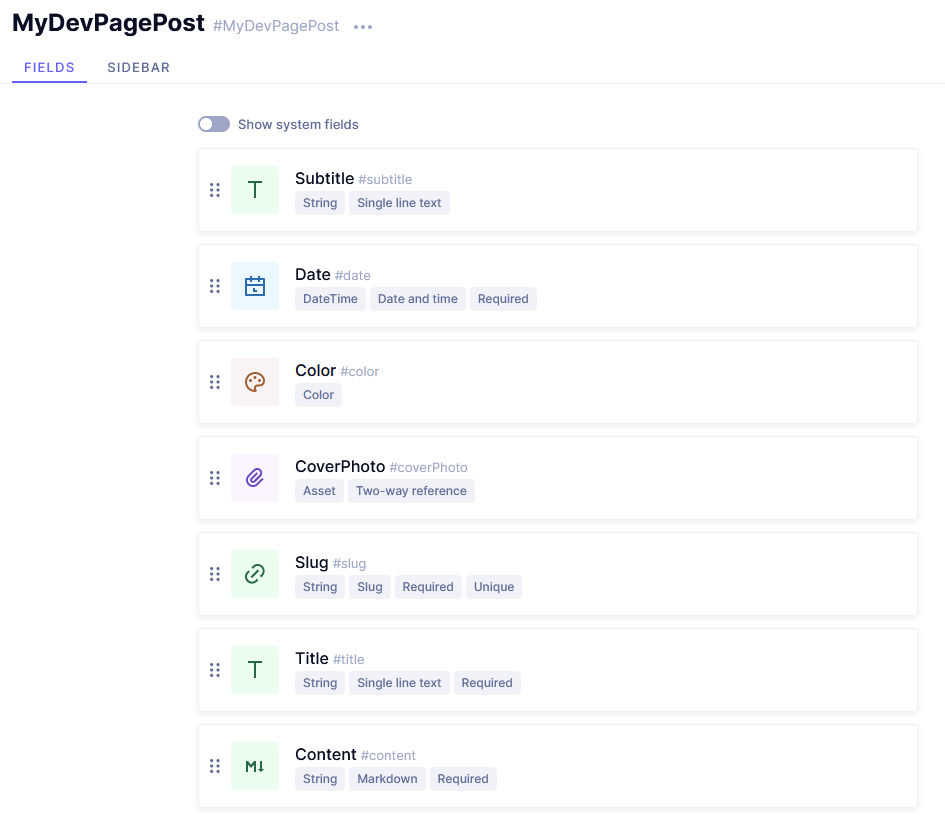 MyDevPagePost #MyDevPagePost
FIELDS SIDEBAR
Show system fields
Subtitle #subtitle
String Single line text
Date #date
DateTime Date and time Required
Color #color
Color
CoverPhoto #coverPhoto
Asset Two-way reference
Slug #slug
String Slug Required Unique
Title #title
String Single line text Required
Content #content
String Markdown Required